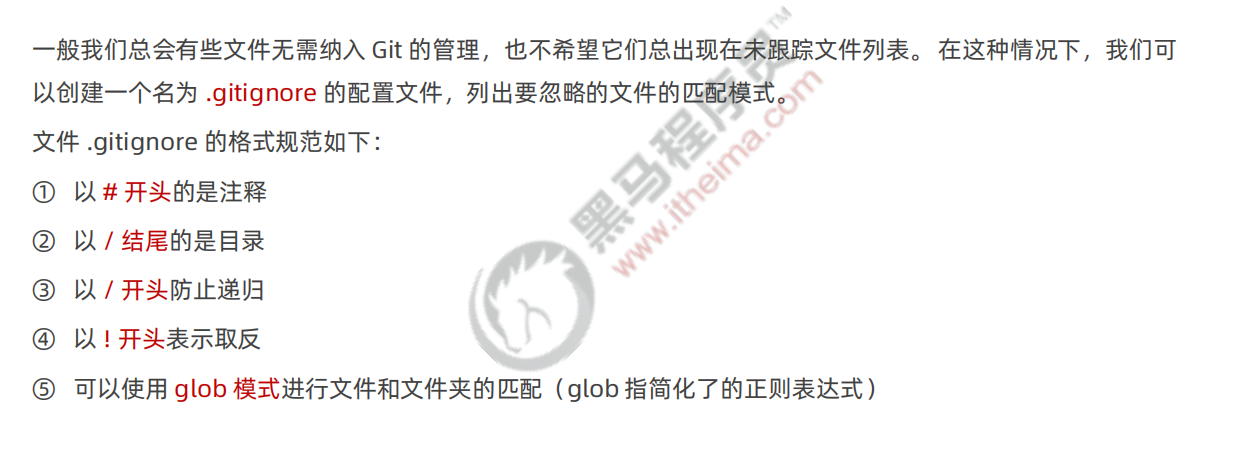 一般我们总会有些文件无需纳入 Git 的管理，也不希望它们总出现在未跟踪文件列表。 在这种情况下，我们可
以创建一个名为 .gitignore 的配置文件，列出要忽略的文件的匹配模式。
文件 .gitignore 的格式规范如下：
① 以 # 开头的是注释
② 以 / 结尾的是目录
③ 以 / 开头防止递归
④ 以 ! 开头表示取反
⑤ 可以使用 glob 模式进行文件和文件夹的匹配（glob 指简化了的正则表达式）
黑马程序员™
www.itheima.com